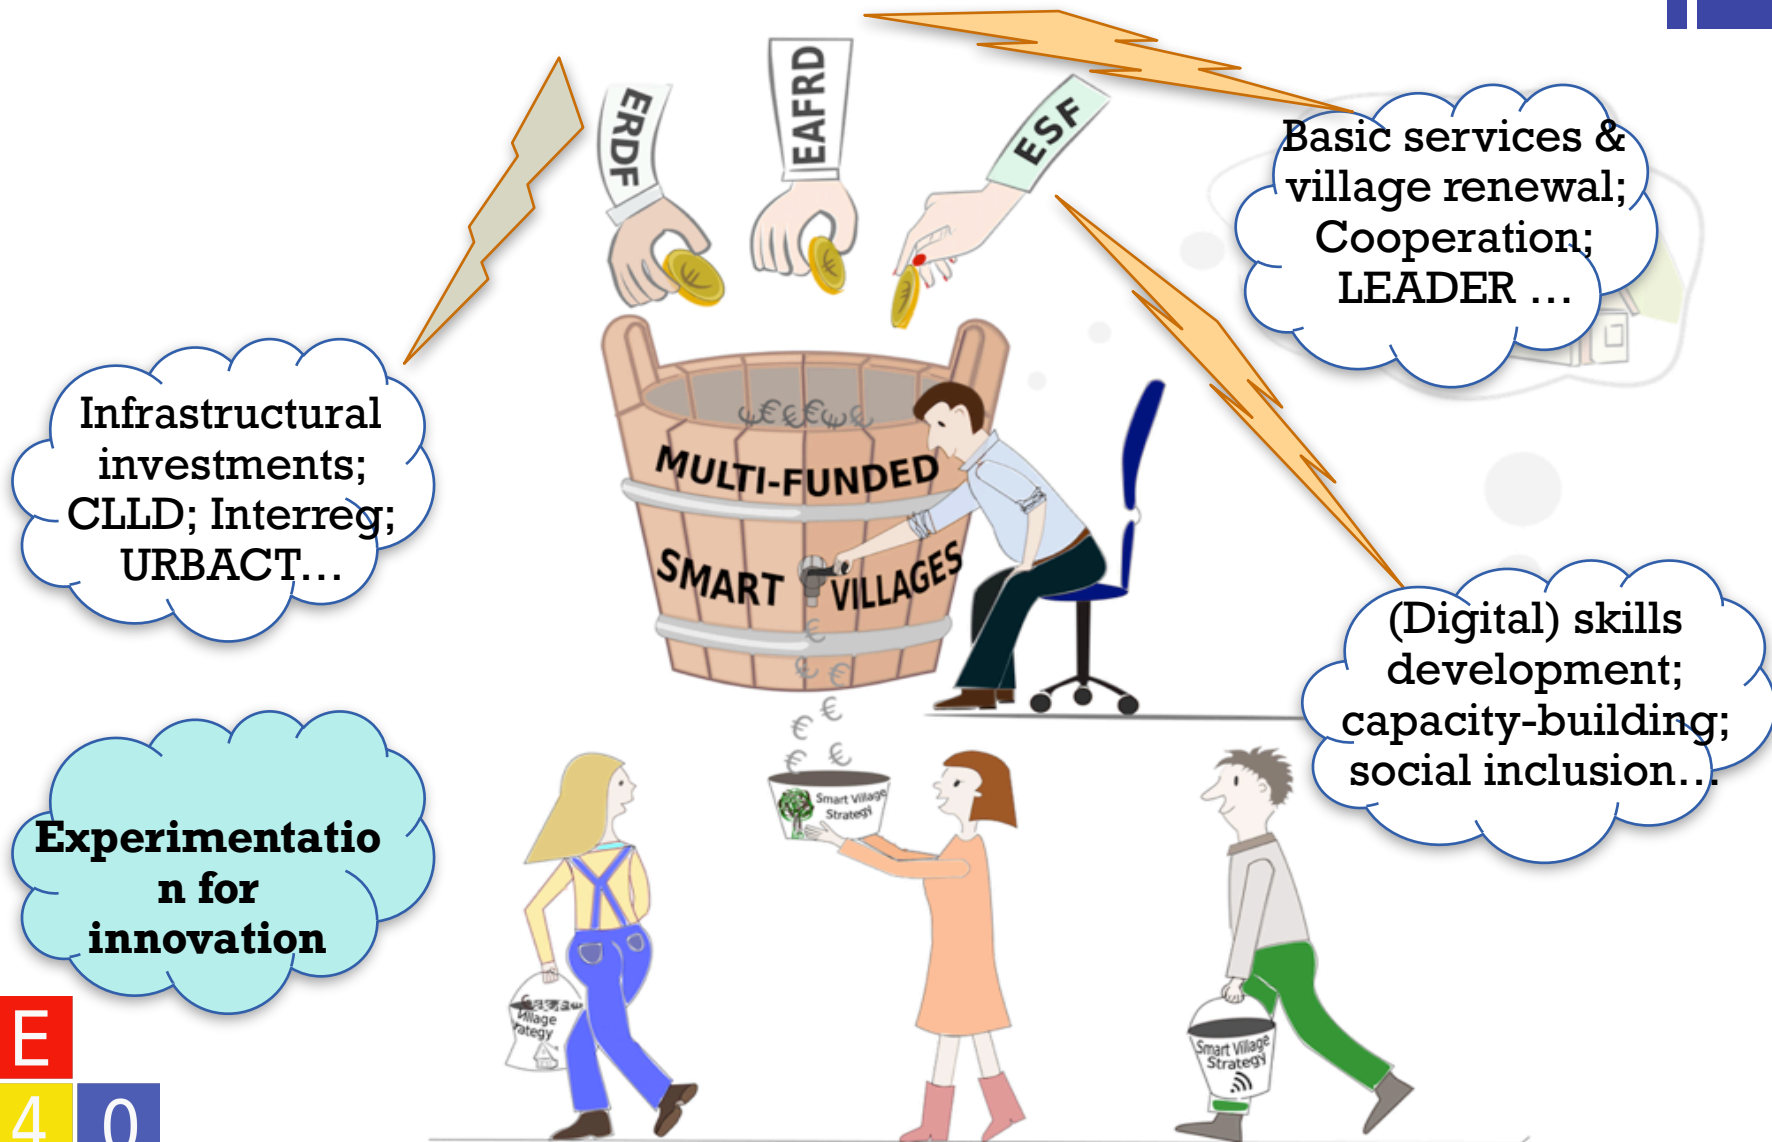 ERDF
EAFRD
ESF
Basic services &
village renewal;
Cooperation;
LEADER …
Infrastructural
investments;
CLLD; Interreg;
URBACT…
MULTI-FUNDED
SMART VILLAGES
(Digital) skills
development;
capacity-building;
social inclusion…
Experimentatio
n for
innovation
Smart Village
Strategy
Village
Smart Village
Strategy
E
4 0